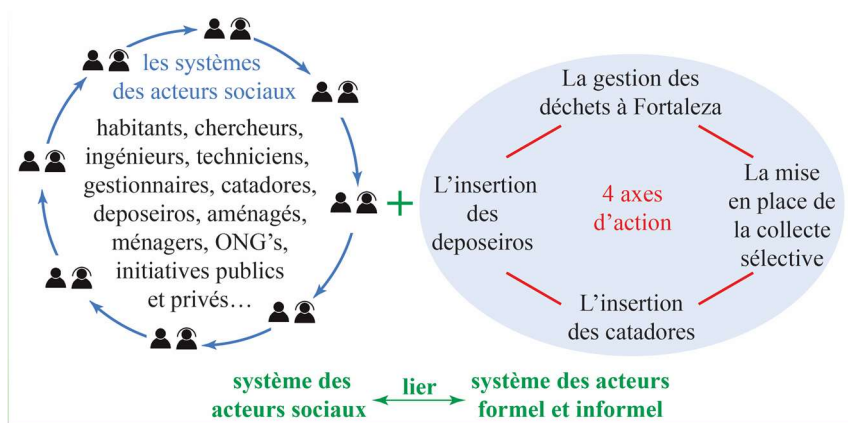 les systèmes
des acteurs sociaux
habitants, chercheurs,
ingénieurs, techniciens,
gestionnaires, catadores,
deposeiros, aménagés,
ménagers, ONG’s,
initiatives publics
et privés…
+
La gestion des
déchets à Fortaleza
L’insertion
des
deposeiros
4 axes
d’action
La mise
en place de
la collecte
sélective
L’insertion
des catadores
système des
acteurs sociaux
lier
système des acteurs
formel et informel